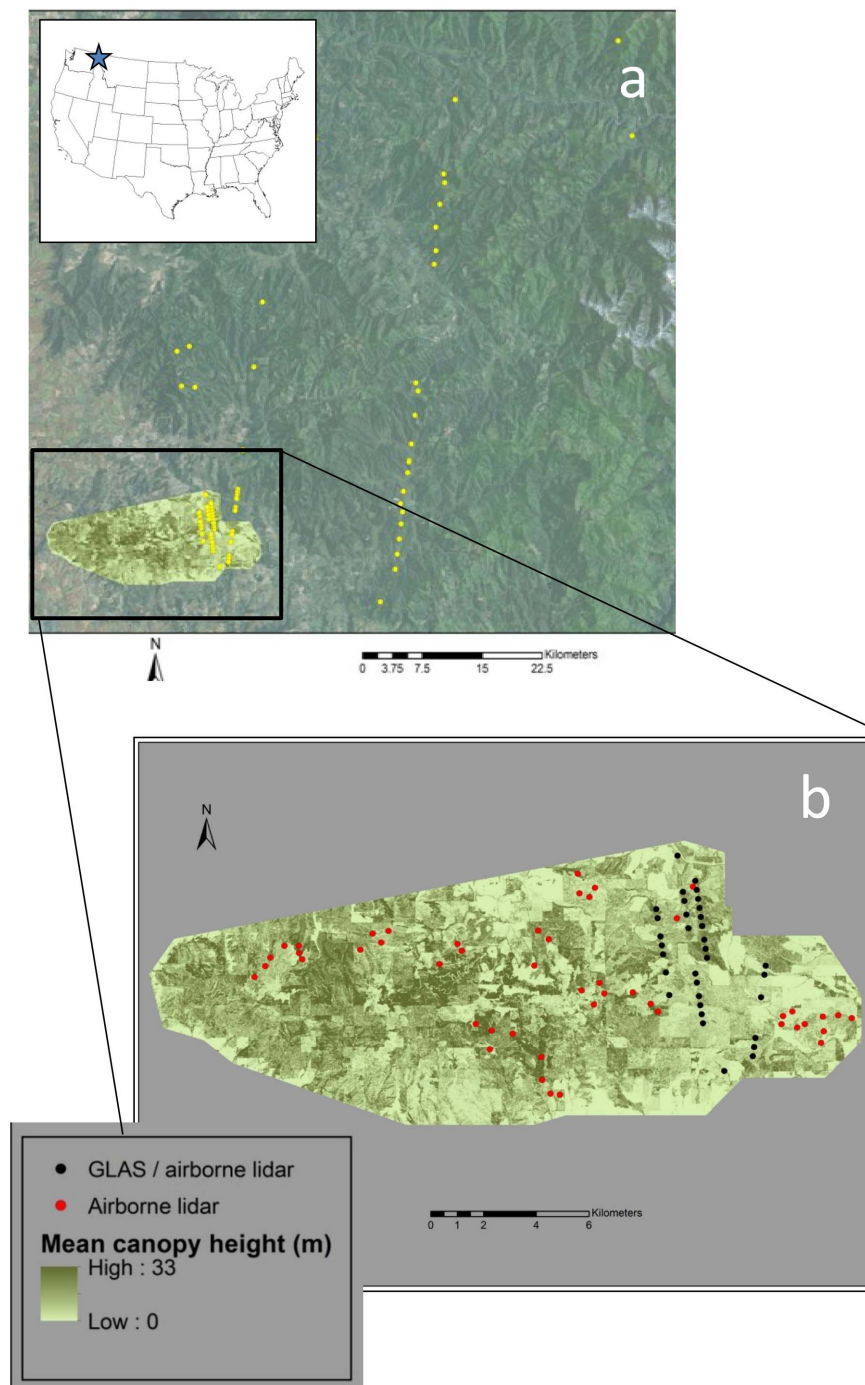 a
N
Kilometers
0 3.75 7.5 15 22.5
b
N
Kilometers
0 1 2 4 6
GLAS / airborne lidar
Airborne lidar
Mean canopy height (m)
High : 33
Low : 0